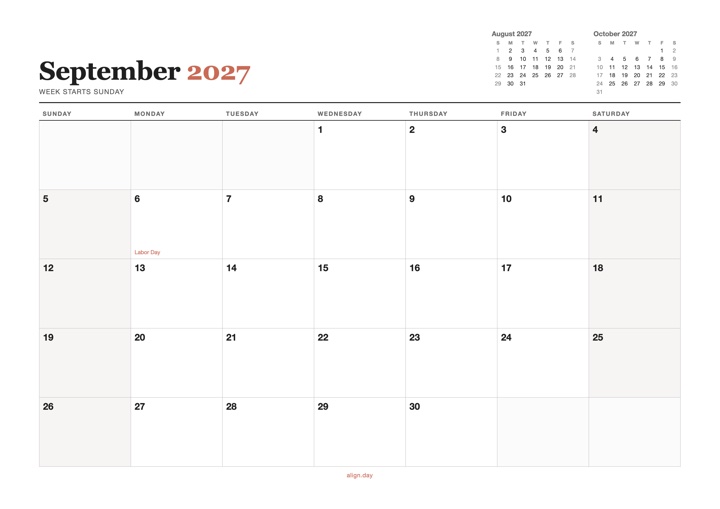 September 2027
WEEK STARTS SUNDAY
August 2027
S M T W T F S
1 2 3 4 5 6 7
8 9 10 11 12 13 14
15 16 17 18 19 20 21
22 23 24 25 26 27 28
29 30 31
October 2027
S M T W T F S
1 2
3 4 5 6 7 8 9
10 11 12 13 14 15 16
17 18 19 20 21 22 23
24 25 26 27 28 29 30
31
SUNDAY MONDAY TUESDAY WEDNESDAY THURSDAY FRIDAY SATURDAY
1 2 3 4
5 6 7 8 9 10 11
Labor Day
12 13 14 15 16 17 18
19 20 21 22 23 24 25
26 27 28 29 30
align.day